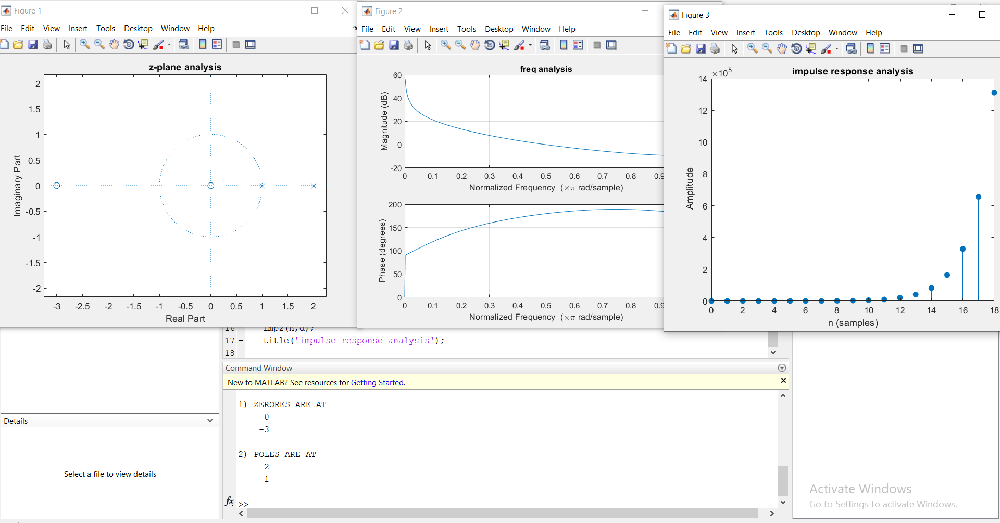 Figure 1
File Edit View Insert Tools Desktop Window Help
z-plane analysis
2
1.5
1
0.5
0
-0.5
-1
-1.5
-2
Imaginary Part
-3 -2.5 -2 -1.5 -1 -0.5 0 0.5 1 1.5 2
Real Part
Figure 2
File Edit View Insert Tools Desktop Window Help
freq analysis
60
40
20
0
-20
Magnitude (dB)
0 0.1 0.2 0.3 0.4 0.5 0.6 0.7 0.8 0.9
Normalized Frequency (×π rad/sample)
200
150
100
50
0
Phase (degrees)
0 0.1 0.2 0.3 0.4 0.5 0.6 0.7 0.8 0.9
Normalized Frequency (×π rad/sample)
Figure 3
File Edit View Insert Tools Desktop Window Help
×10⁵
impulse response analysis
14
12
10
8
6
4
2
0
Amplitude
0 2 4 6 8 10 12 14 16 18
n (samples)
16 – impz(n,d);
17 – title('impulse response analysis');
18
Command Window
New to MATLAB? See resources for Getting Started.
1) ZERORES ARE AT
0
-3
2) POLES ARE AT
2
1
fx >>
Details
Select a file to view details
Activate Windows
Go to Settings to activate Windows.